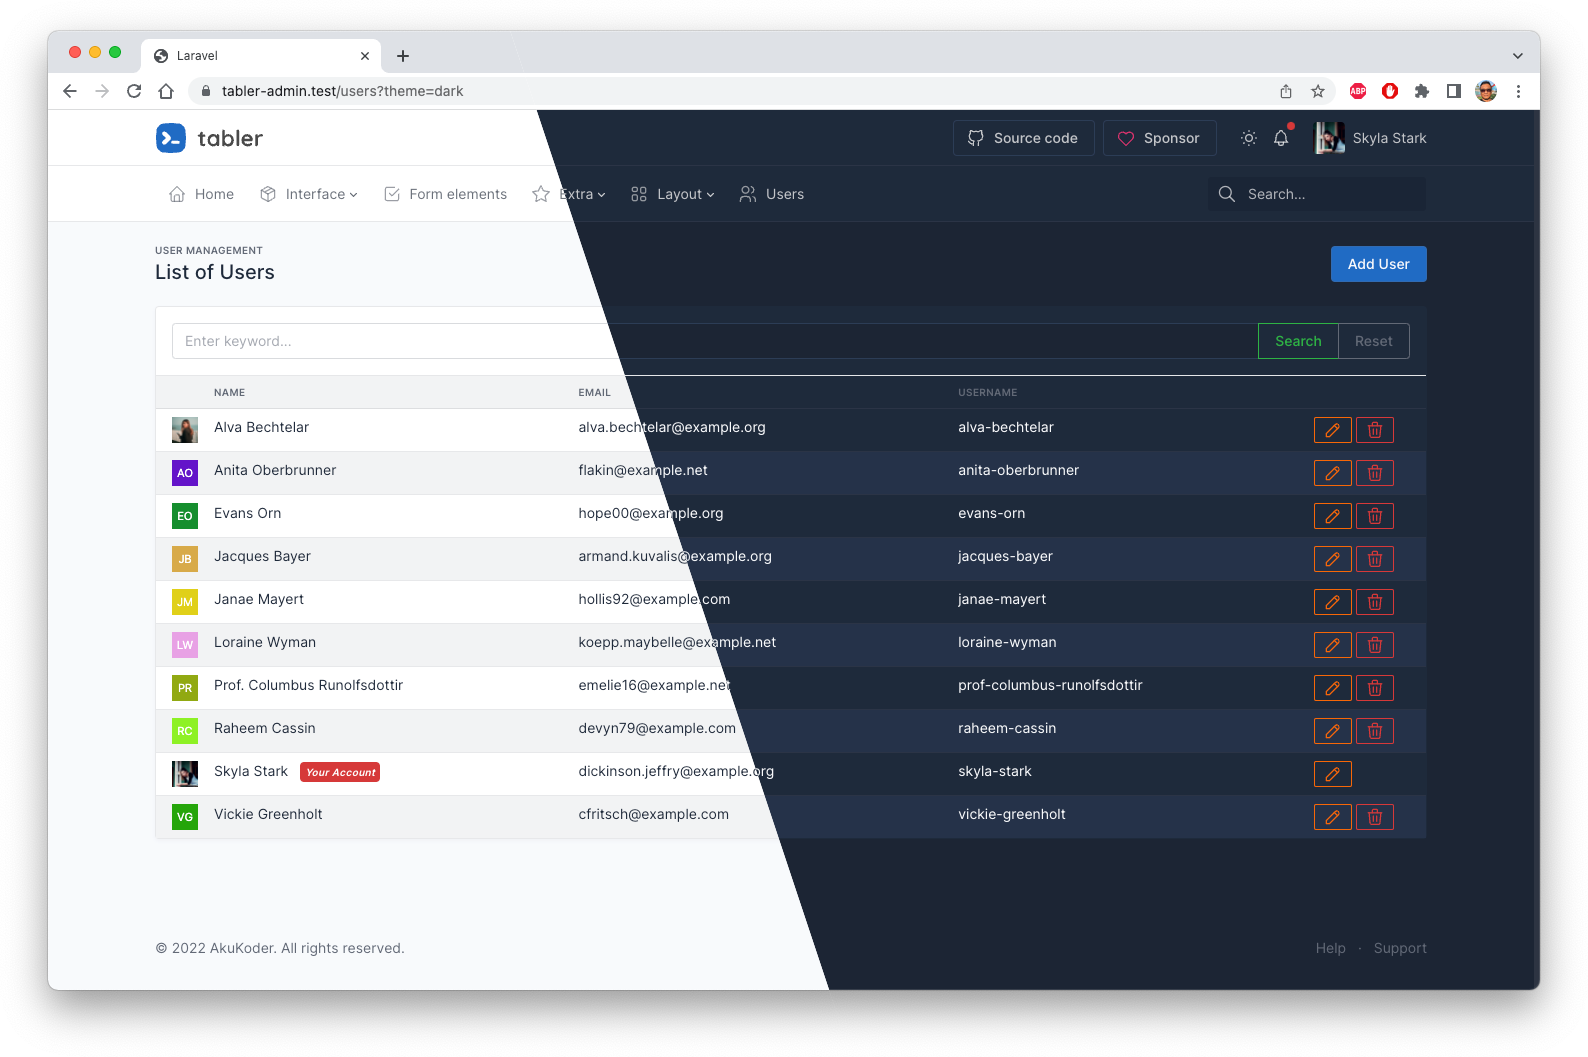 Laravel
tabler-admin.test/users?theme=dark
ABP
tabler
Source code
Sponsor
Skyla Stark
Home
Interface
Form elements
Extra
Layout
Users
Search...
USER MANAGEMENT
List of Users
Add User
Enter keyword...
Search
Reset
NAME EMAIL USERNAME
Alva Bechtelar alva.bechtelar@example.org alva-bechtelar
AO Anita Oberbrunner flakin@example.net anita-oberbrunner
EO Evans Orn hope00@example.org evans-orn
JB Jacques Bayer armand.kuvalis@example.org jacques-bayer
JM Janae Mayert hollis92@example.com janae-mayert
LW Loraine Wyman koepp.maybelle@example.net loraine-wyman
PR Prof. Columbus Runolfsdottir emelie16@example.net prof-columbus-runolfsdottir
RC Raheem Cassin devyn79@example.com raheem-cassin
Skyla Stark Your Account dickinson.jeffry@example.org skyla-stark
VG Vickie Greenholt cfritsch@example.com vickie-greenholt
© 2022 AkuKoder. All rights reserved.
Help · Support